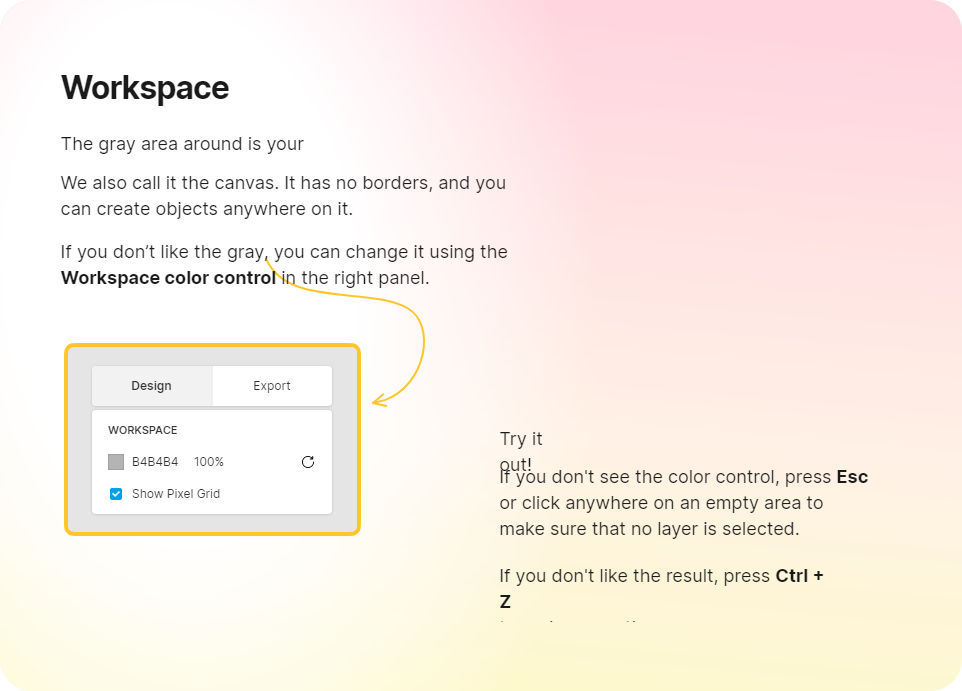 Workspace
The gray area around is your
We also call it the canvas. It has no borders, and you
can create objects anywhere on it.
If you don’t like the gray, you can change it using the
Workspace color control in the right panel.
Design Export
WORKSPACE
B4B4B4 100%
Show Pixel Grid
Try it
out!
If you don't see the color control, press Esc
or click anywhere on an empty area to
make sure that no layer is selected.
If you don't like the result, press Ctrl +
Z